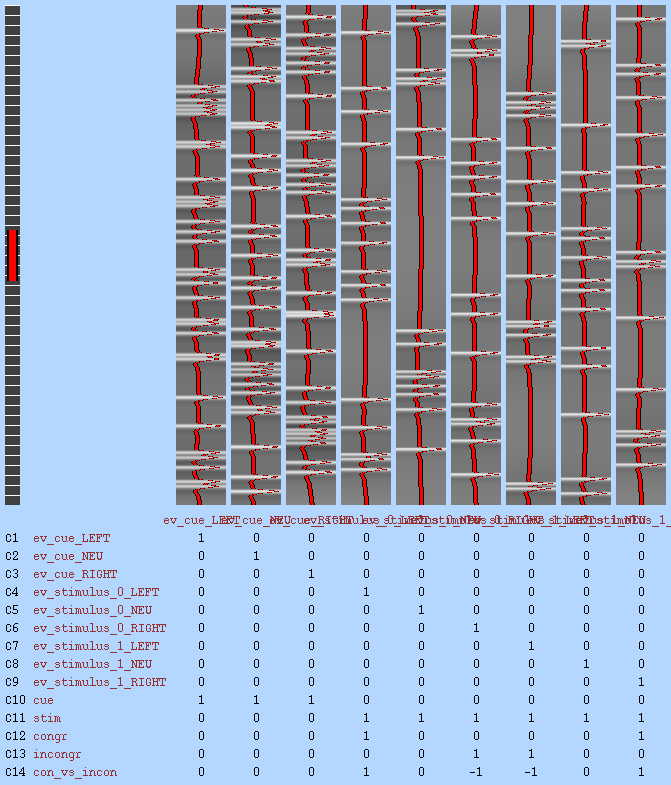 ev_cue_LEFT
C1 ev_cue_LEFT 1 0 0 0 0 0 0 0 0
C2 ev_cue_NEU 0 1 0 0 0 0 0 0 0
C3 ev_cue_RIGHT 0 0 1 0 0 0 0 0 0
C4 ev_stimulus_0_LEFT 0 0 0 1 0 0 0 0 0
C5 ev_stimulus_0_NEU 0 0 0 0 1 0 0 0 0
C6 ev_stimulus_0_RIGHT 0 0 0 0 0 1 0 0 0
C7 ev_stimulus_1_LEFT 0 0 0 0 0 0 1 0 0
C8 ev_stimulus_1_NEU 0 0 0 0 0 0 0 1 0
C9 ev_stimulus_1_RIGHT 0 0 0 0 0 0 0 0 1
C10 cue 1 1 1 0 0 0 0 0 0
C11 stim 0 0 0 1 1 1 1 1 1
C12 congr 0 0 0 1 0 0 0 0 1
C13 incongr 0 0 0 0 0 1 1 0 0
C14 con_vs_incon 0 0 0 1 0 -1 -1 0 1